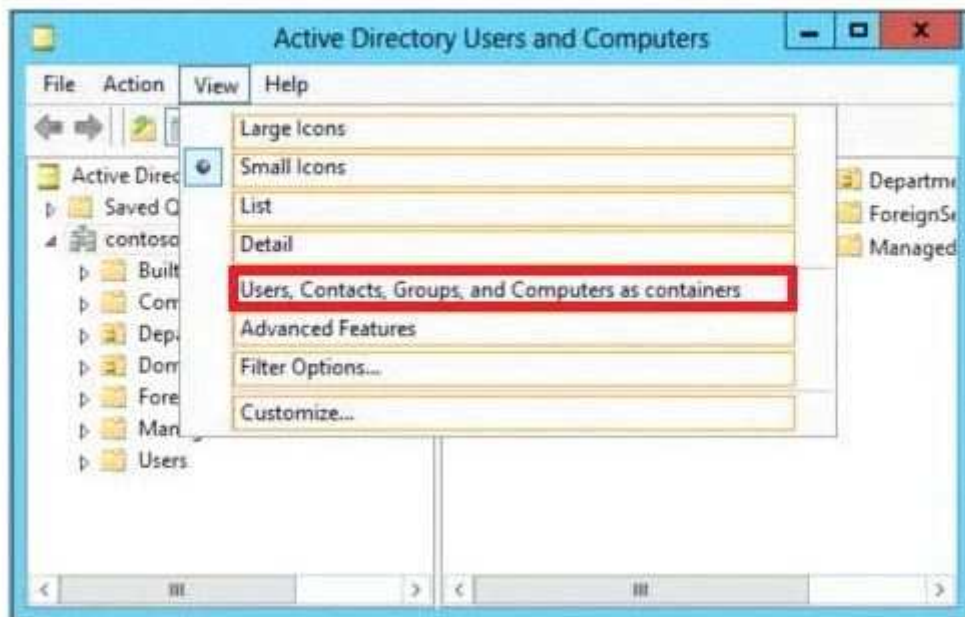 Active Directory Users and Computers
File Action View Help
Large Icons
Small Icons
List
Detail
Users, Contacts, Groups, and Computers as containers
Advanced Features
Filter Options...
Customize...
Active Direc
Saved Q
contoso
Built
Com
Depa
Dom
Fore
Man
Users
Departme
ForeignSe
Managed